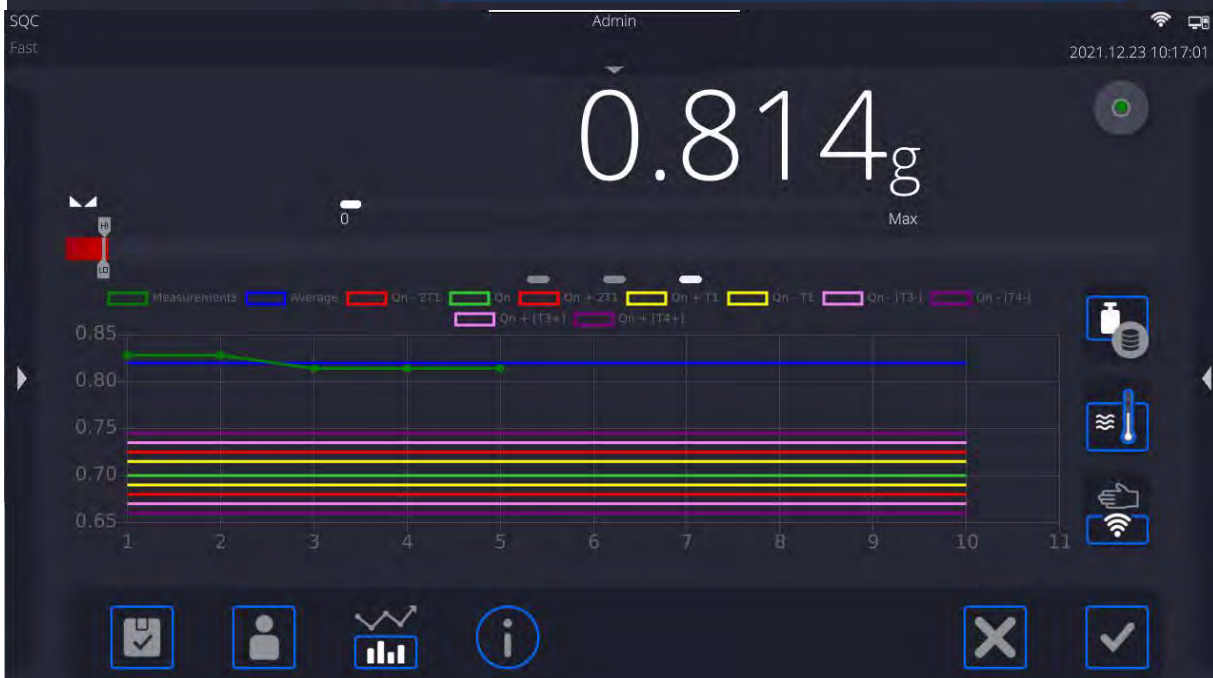 SQC
Admin
Fast
2021.12.23 10:17:01
0.814g
0
Max
Hi
LO
Measurements Average Qn - 2T1 Qn Qn + 2T1 Qn + T1 Qn - T1 Qn- |T3-| Qn - |T4-|
Qn + |T3+| Qn + |T4+|
0.85
0.80
0.75
0.70
0.65
1 2 3 4 5 6 7 8 9 10 11